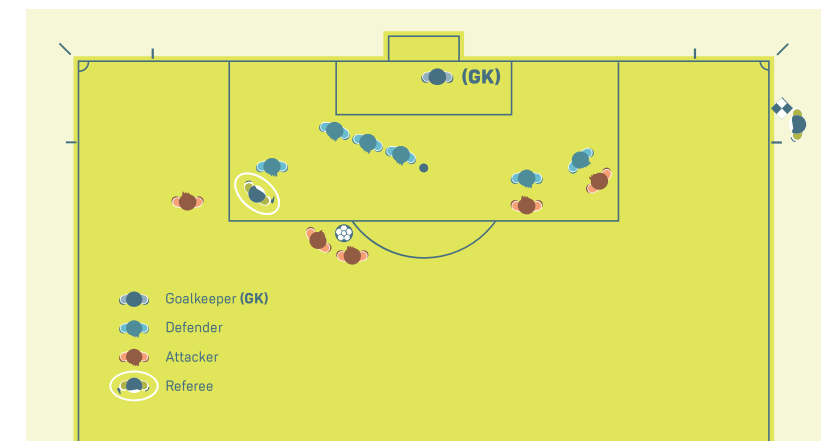 (GK)
Goalkeeper (GK)
Defender
Attacker
Referee